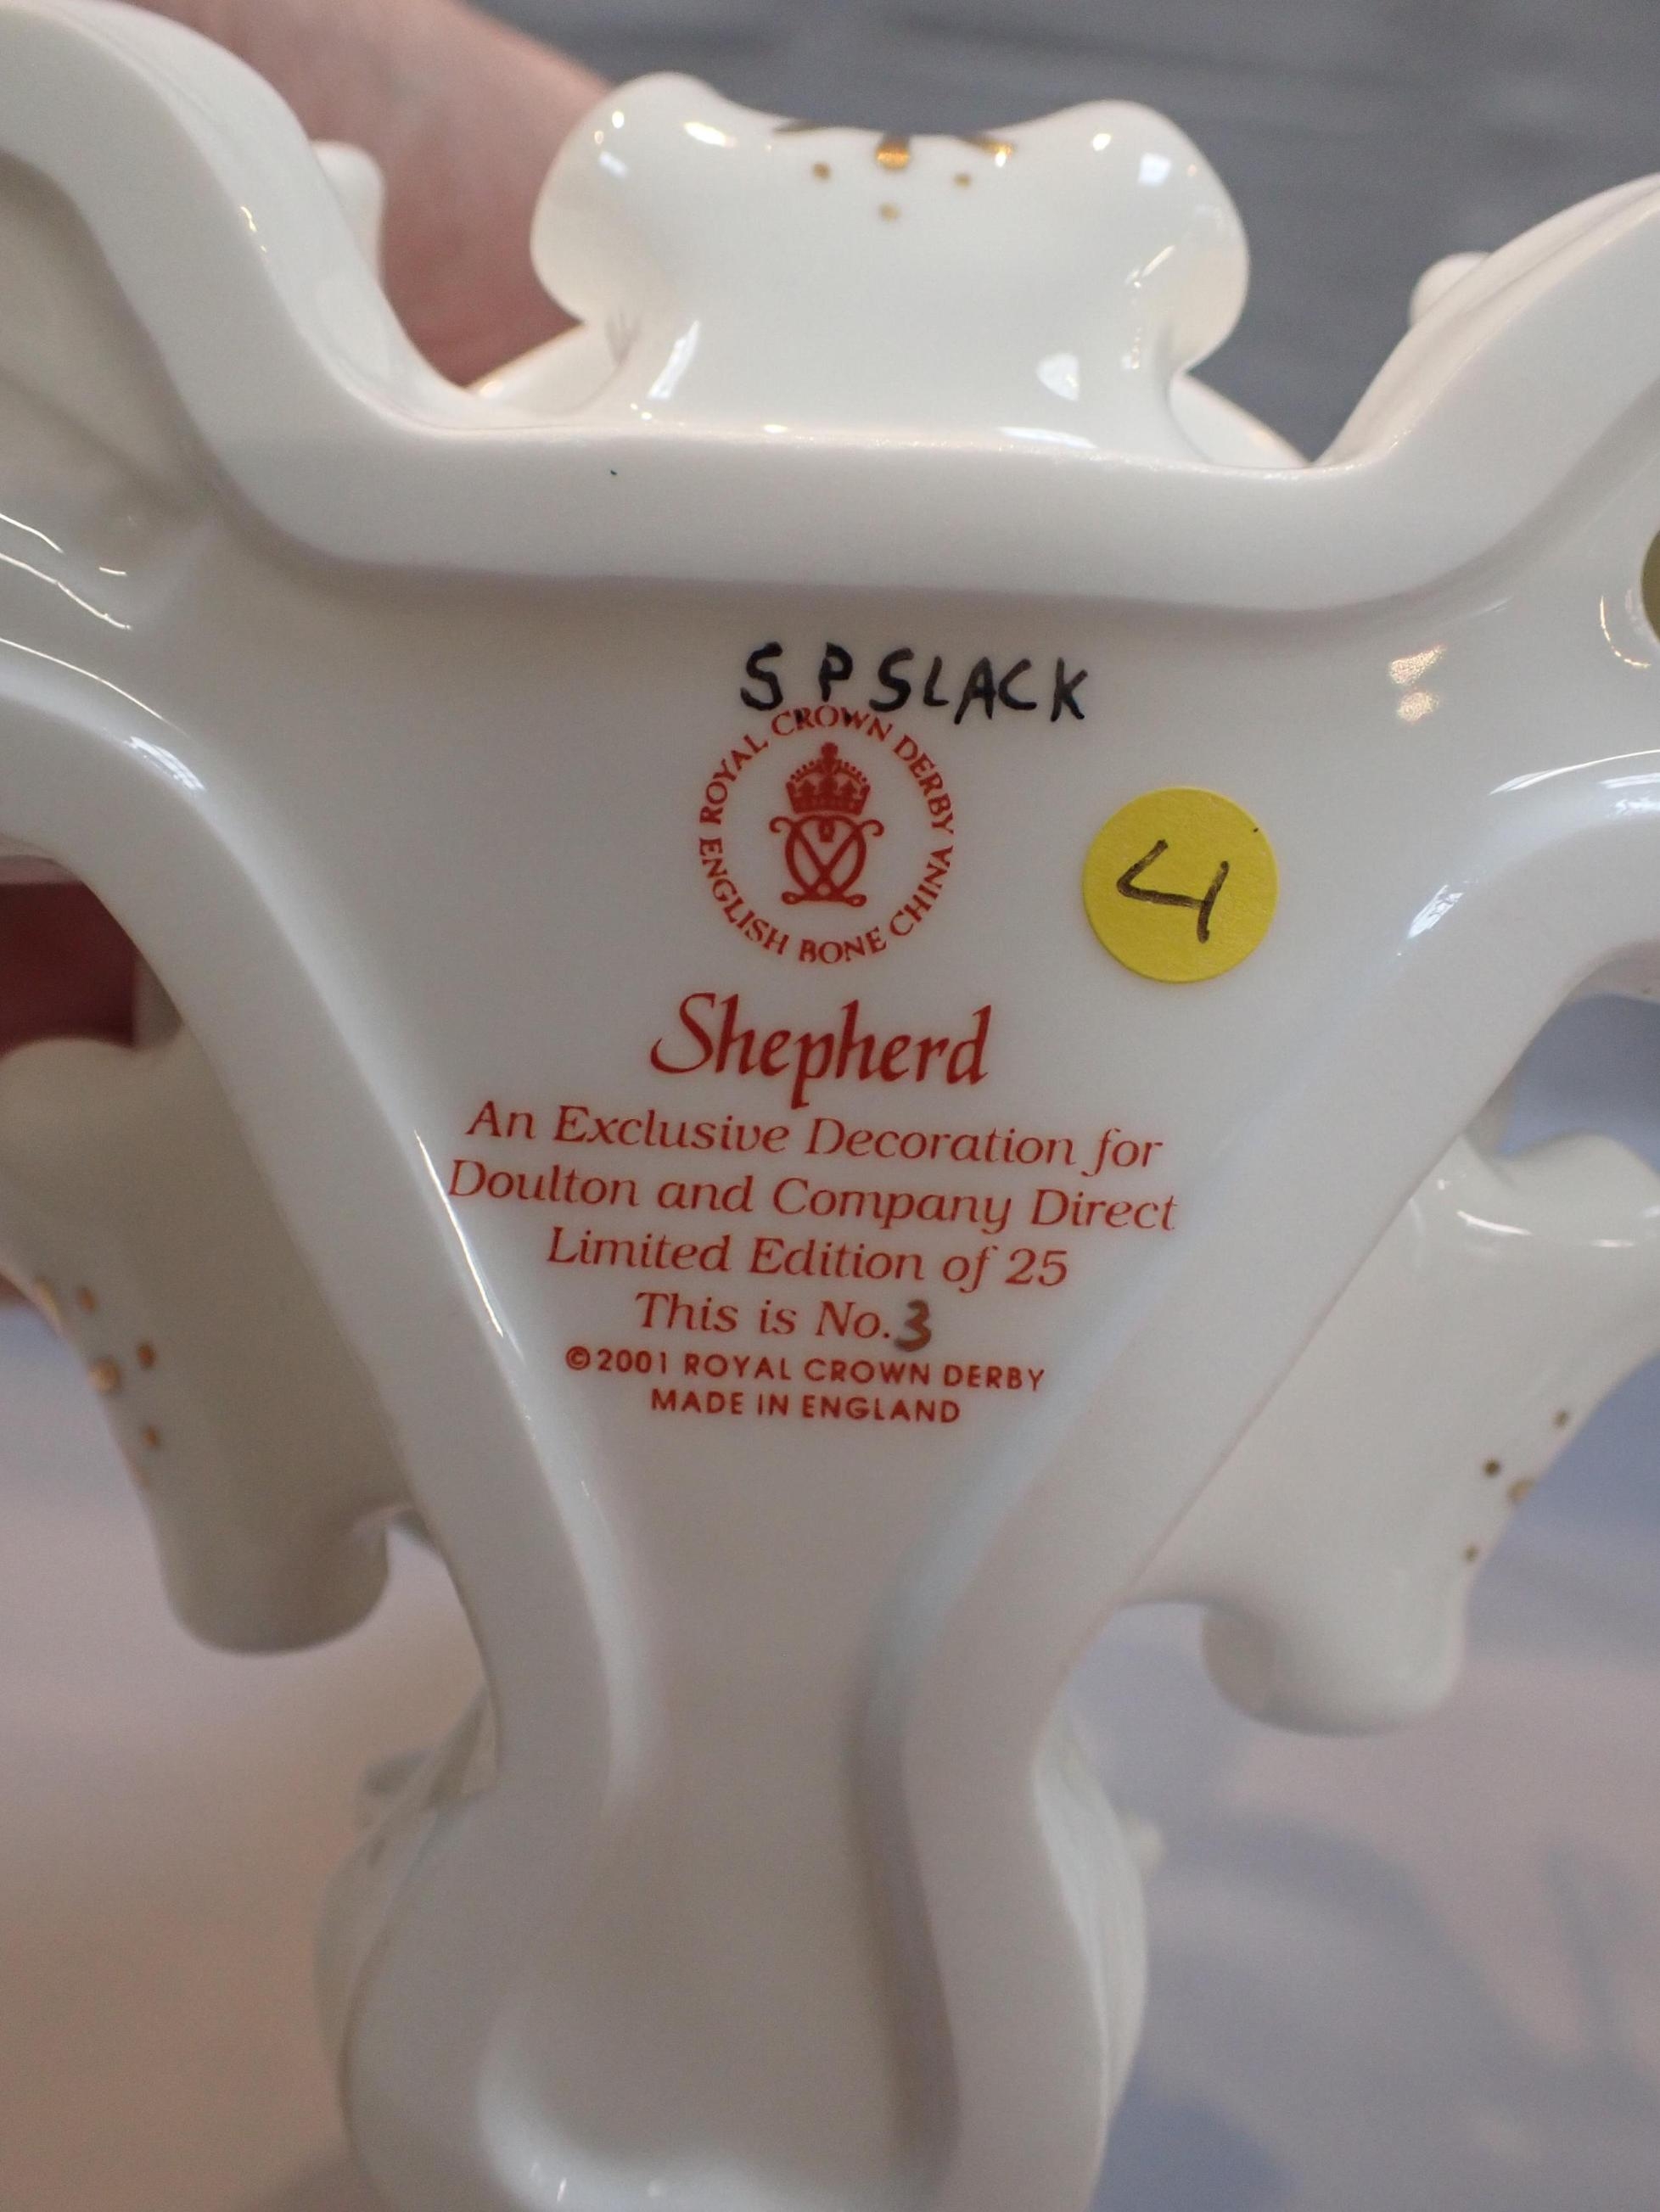 S P SLACK
ROYAL CROWN DERBY
ENGLISH BONE CHINA
4
Shepherd
An Exclusive Decoration for
Doulton and Company Direct
Limited Edition of 25
This is No.3
©2001 ROYAL CROWN DERBY
MADE IN ENGLAND